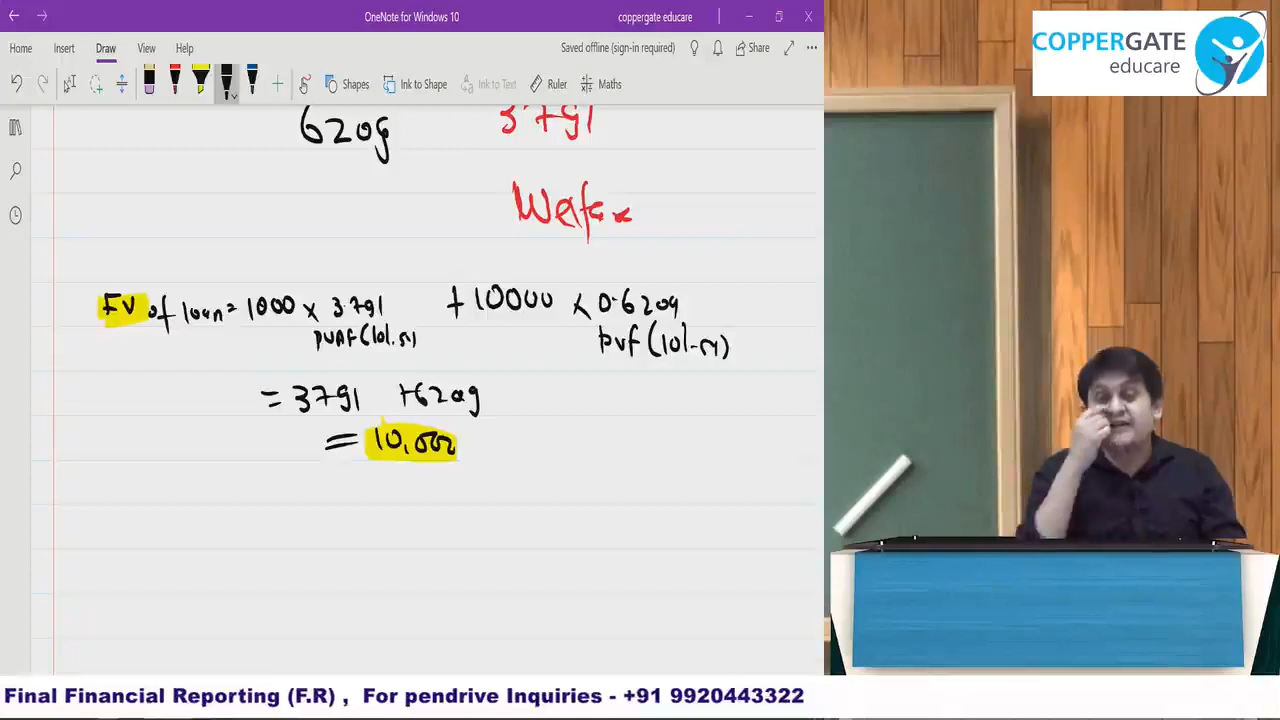 OneNote for Windows 10
coppergate educare
Home Insert Draw View Help
Saved offline (sign-in required)
Share
Shapes
Ink to Shape
Ink to Text
Ruler
Maths
COPPERGATE
educare
6209
3791
FV of loan = 1000 x 3.791 + 10000 x 0.6209
PVAF(10%-5Y) PVF(10%-5Y)
= 3791 + 6209
= 10,000
Final Financial Reporting (F.R) , For pendrive Inquiries - +91 9920443322